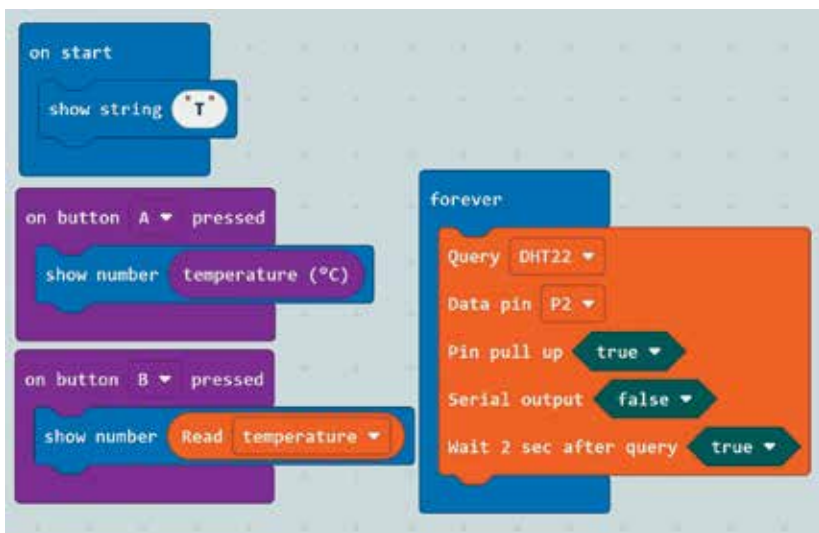 on start
show string "T"
on button A pressed
show number temperature (°C)
on button B pressed
show number Read temperature
forever
Query DHT22
Data pin P2
Pin pull up true
Serial output false
Wait 2 sec after query true